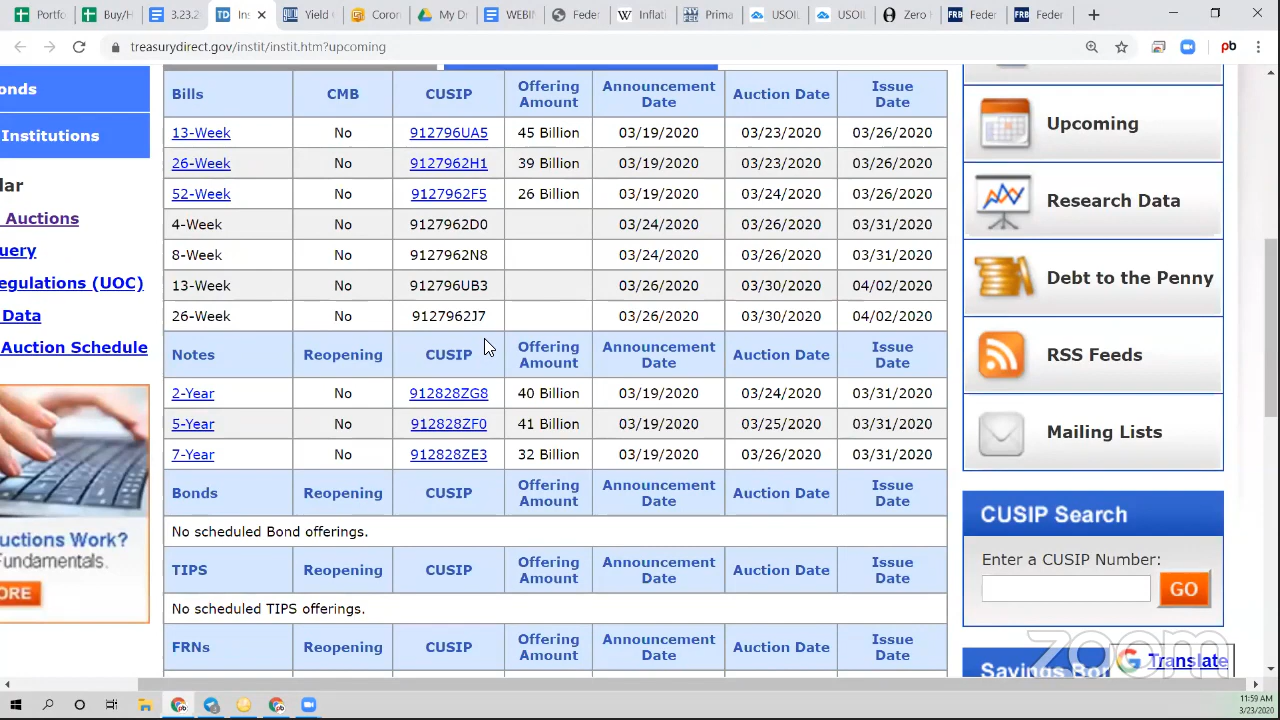 Portfo
Buy/H
3.23.2
Ins
Yield
Coron
My Dr
WEBIN
Feder
Inflati
Prima
USCL
USD
Zero
Feder
Feder
treasurydirect.gov/instit/instit.htm?upcoming
onds
Institutions
lar
Auctions
uery
egulations (UOC)
Data
Auction Schedule
uctions Work?
undamentals.
ORE
Bills CMB CUSIP Offering Amount Announcement Date Auction Date Issue Date
13-Week No 912796UA5 45 Billion 03/19/2020 03/23/2020 03/26/2020
26-Week No 9127962H1 39 Billion 03/19/2020 03/23/2020 03/26/2020
52-Week No 9127962F5 26 Billion 03/19/2020 03/24/2020 03/26/2020
4-Week No 9127962D0 03/24/2020 03/26/2020 03/31/2020
8-Week No 9127962N8 03/24/2020 03/26/2020 03/31/2020
13-Week No 912796UB3 03/26/2020 03/30/2020 04/02/2020
26-Week No 9127962J7 03/26/2020 03/30/2020 04/02/2020
Notes Reopening CUSIP Offering Amount Announcement Date Auction Date Issue Date
2-Year No 912828ZG8 40 Billion 03/19/2020 03/24/2020 03/31/2020
5-Year No 912828ZF0 41 Billion 03/19/2020 03/25/2020 03/31/2020
7-Year No 912828ZE3 32 Billion 03/19/2020 03/26/2020 03/31/2020
Bonds Reopening CUSIP Offering Amount Announcement Date Auction Date Issue Date
No scheduled Bond offerings.
TIPS Reopening CUSIP Offering Amount Announcement Date Auction Date Issue Date
No scheduled TIPS offerings.
FRNs Reopening CUSIP Offering Amount Announcement Date Auction Date Issue Date
Upcoming
Research Data
Debt to the Penny
RSS Feeds
Mailing Lists
CUSIP Search
Enter a CUSIP Number:
GO
zoom
Translate
11:59 AM
3/23/2020